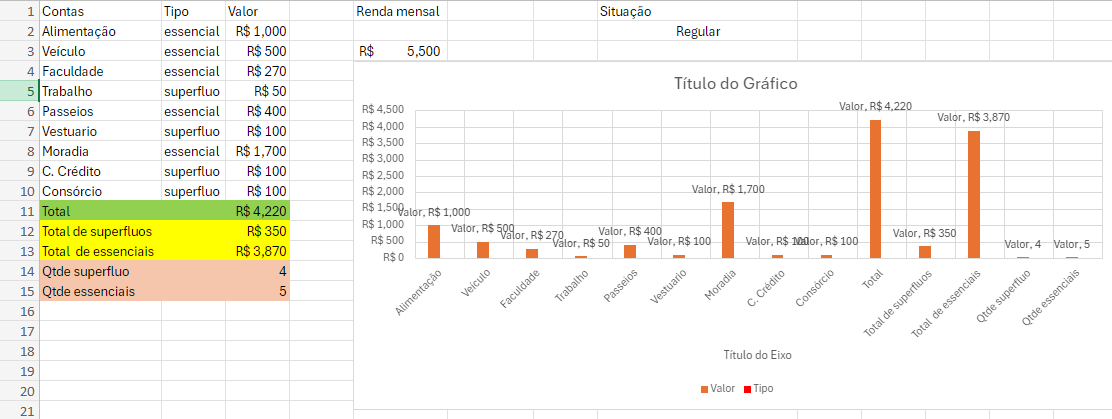 1 Contas Tipo Valor Renda mensal Situação
2 Alimentação essencial R$ 1,000 Regular
3 Veículo essencial R$ 500 R$ 5,500
4 Faculdade essencial R$ 270
5 Trabalho superfluo R$ 50
6 Passeios essencial R$ 400
7 Vestuario superfluo R$ 100
8 Moradia essencial R$ 1,700
9 C. Crédito superfluo R$ 100
10 Consórcio superfluo R$ 100
11 Total R$ 4,220
12 Total de superfluos R$ 350
13 Total de essenciais R$ 3,870
14 Qtde superfluo 4
15 Qtde essenciais 5
16
17
18
19
20
21
Título do Gráfico
R$ 4,500
R$ 4,000
R$ 3,500
R$ 3,000
R$ 2,500
R$ 2,000
R$ 1,500
R$ 1,000
R$ 500
R$ 0
Valor, R$ 1,000
Valor, R$ 500
Valor, R$ 270
Valor, R$ 50
Valor, R$ 400
Valor, R$ 100
Valor, R$ 1,700
Valor, R$ 100
Valor, R$ 100
Valor, R$ 4,220
Valor, R$ 350
Valor, R$ 3,870
Valor, 4
Valor, 5
Alimentação
Veículo
Faculdade
Trabalho
Passeios
Vestuario
Moradia
C. Crédito
Consórcio
Total
Total de superfluos
Total de essenciais
Qtde superfluo
Qtde essenciais
Título do Eixo
Valor Tipo